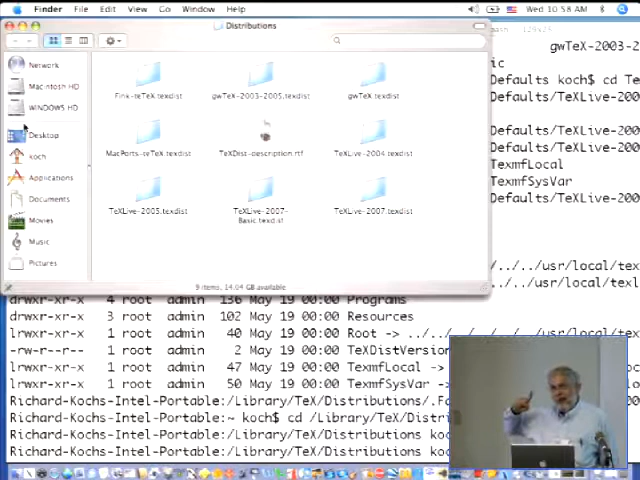 Finder File Edit View Go Window Help Wed 10:58 AM
Distributions
Network
Macintosh HD
WINDOWS HD
Desktop
koch
Applications
Documents
Movies
Music
Pictures
Fink-teTeX.texdist gwTeX-2003-2005.texdist gwTeX.texdist
MacPorts-teTeX.texdist TeXDist-description.rtf TeXLive-2004.texdist
TeXLive-2005.texdist TeXLive-2007-Basic.texdist TeXLive-2007.texdist
9 items, 14.04 GB available
gwTeX-2003-2
ic
Defaults koch$ cd Te
Defaults/TeXLive-200
Defaults/TeXLive-200
TexmfLocal
TexmfSysVar
Defaults/TeXLive-200
/../../usr/local/tex
/../../usr/local/texl
drwxr-xr-x 4 root admin 136 May 19 00:00 Programs
drwxr-xr-x 3 root admin 102 May 19 00:00 Resources
lrwxr-xr-x 1 root admin 40 May 19 00:00 Root -> ../../../../usr/local/texl
-rw-r--r-- 1 root admin 2 May 19 00:00 TeXDistVersion
lrwxr-xr-x 1 root admin 47 May 19 00:00 TexmfLocal ->
lrwxr-xr-x 1 root admin 50 May 19 00:00 TexmfSysVar ->
Richard-Kochs-Intel-Portable:/Library/TeX/Distributions/
Richard-Kochs-Intel-Portable:~ koch$ cd /Library/TeX/Distri
Richard-Kochs-Intel-Portable:/Library/TeX/Distributions koc
Richard-Kochs-Intel-Portable:/Library/TeX/Distributions koc